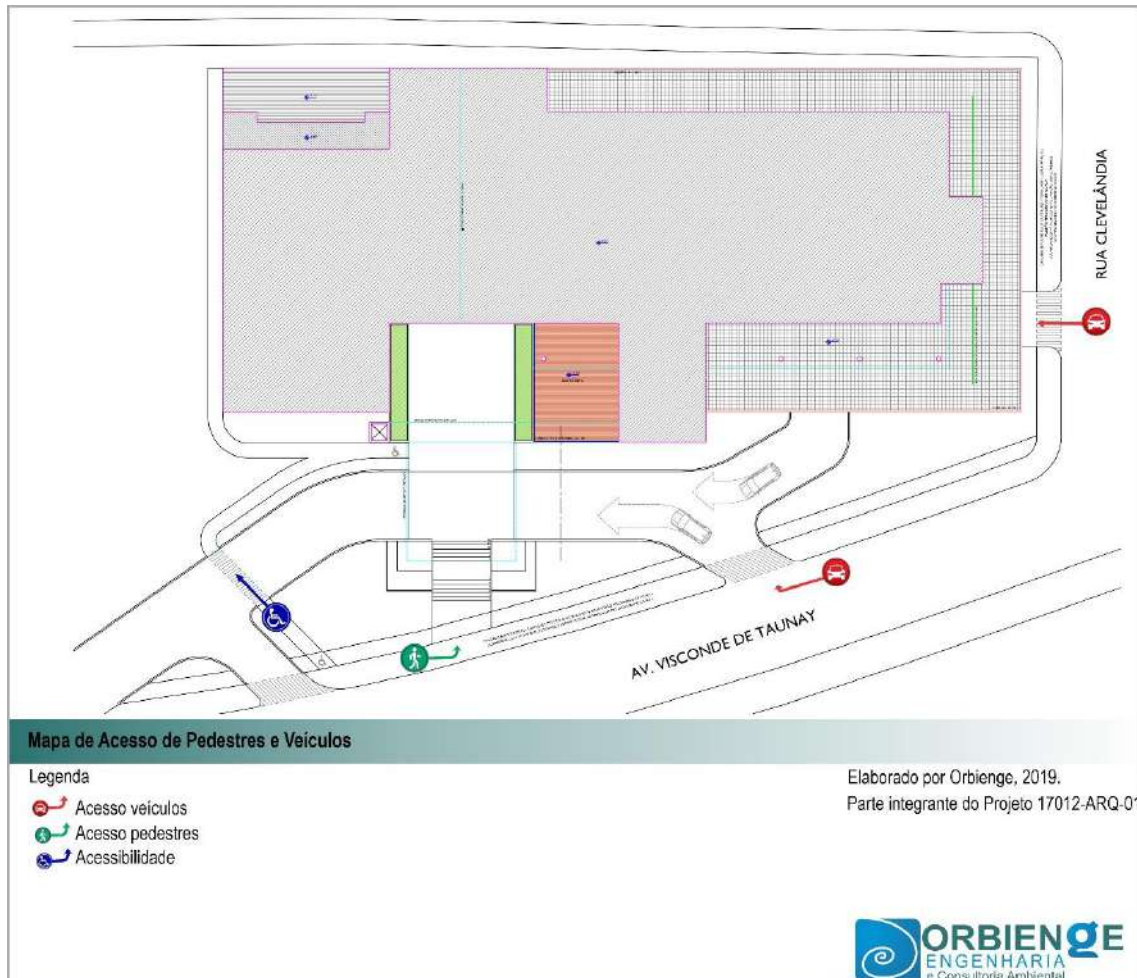 RUA CLEVELÂNDIA
AV. VISCONDE DE TAUNAY
Mapa de Acesso de Pedestres e Veículos
Legenda
Acesso veículos
Acesso pedestres
Acessibilidade
Elaborado por Orbienge, 2019.
Parte integrante do Projeto 17012-ARQ-01
ORBIENGE
ENGENHARIA
e Consultoria Ambiental